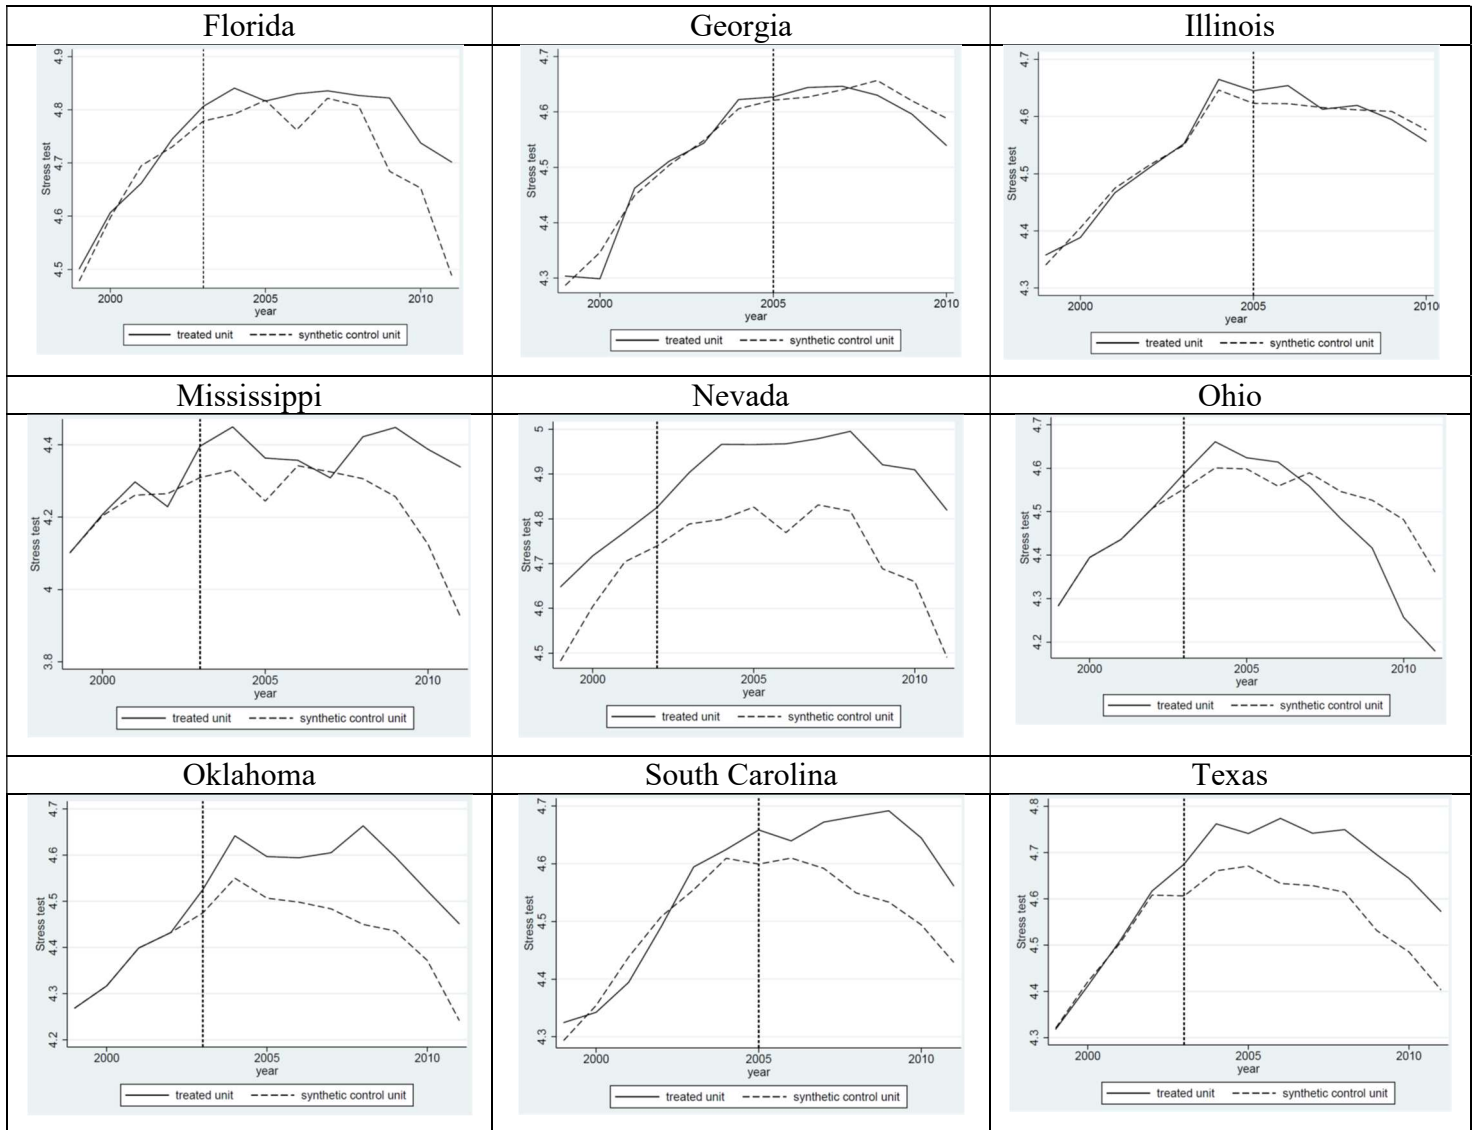 Florida
Georgia
Illinois
Stress test
4.5 4.6 4.7 4.8 4.9
2000 2005 2010
year
treated unit synthetic control unit
Stress test
4.3 4.4 4.5 4.6 4.7
2000 2005 2010
year
treated unit synthetic control unit
Stress test
4.3 4.4 4.5 4.6 4.7
2000 2005 2010
year
treated unit synthetic control unit
Mississippi
Nevada
Ohio
Stress test
3.8 4 4.2 4.4
2000 2005 2010
year
treated unit synthetic control unit
Stress test
4.5 4.6 4.7 4.8 4.9 5
2000 2005 2010
year
treated unit synthetic control unit
Stress test
4.2 4.3 4.4 4.5 4.6 4.7
2000 2005 2010
year
treated unit synthetic control unit
Oklahoma
South Carolina
Texas
Stress test
4.2 4.3 4.4 4.5 4.6 4.7
2000 2005 2010
year
treated unit synthetic control unit
Stress test
4.3 4.4 4.5 4.6 4.7
2000 2005 2010
year
treated unit synthetic control unit
Stress test
4.3 4.4 4.5 4.6 4.7 4.8
2000 2005 2010
year
treated unit synthetic control unit